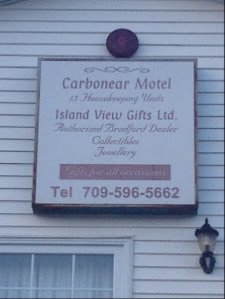 Carbonear Motel
13 Housekeeping Units
Island View Gifts Ltd.
Authorized Bradford Dealer
Collectibles
Jewellery
Gifts for all occassions
Tel 709-596-5662